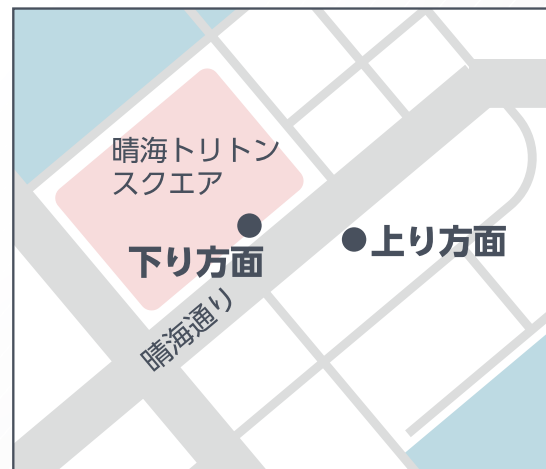 晴海トリトン
スクエア
下り方面
上り方面
晴海通り